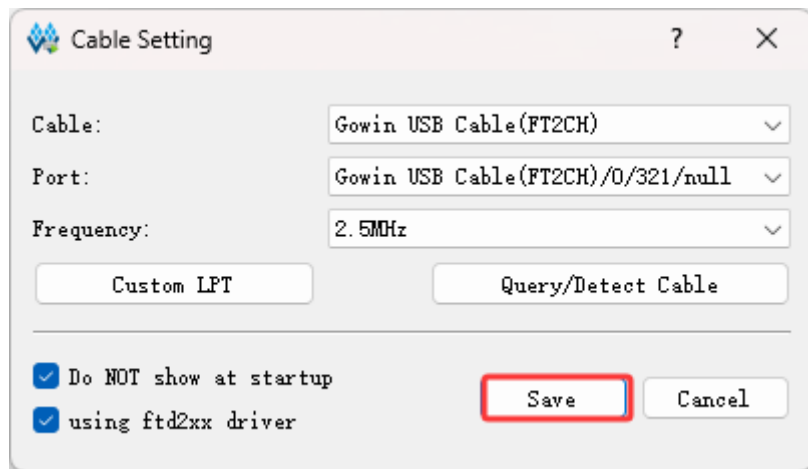 Cable Setting ? ×
Cable: Gowin USB Cable(FT2CH)
Port: Gowin USB Cable(FT2CH)/0/321/null
Frequency: 2.5MHz
Custom LPT Query/Detect Cable
Do NOT show at startup
using ftd2xx driver
Save Cancel